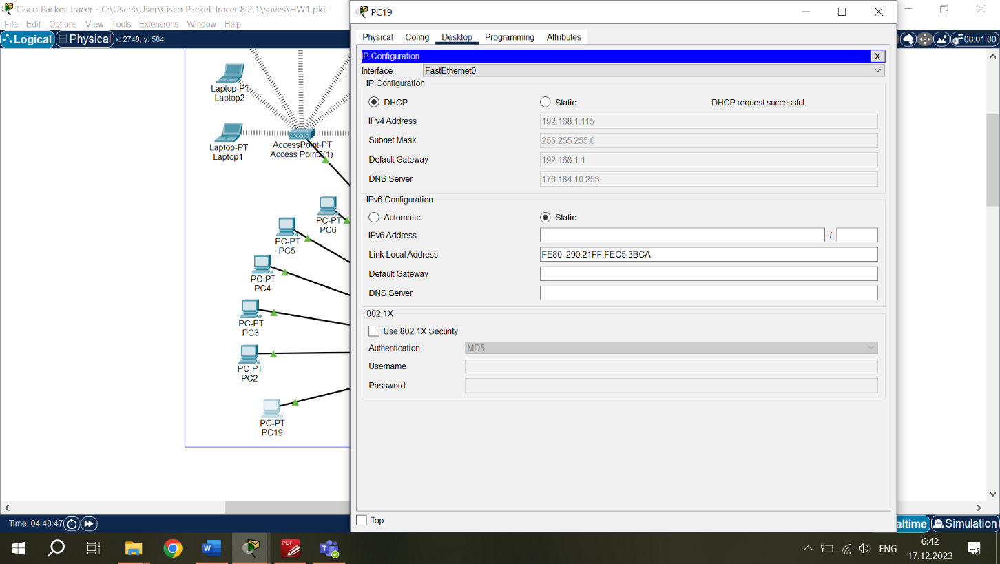 Cisco Packet Tracer - C:\Users\User\Cisco Packet Tracer 8.2.1\saves\HW1.pkt
File Edit Options View Tools Extensions Window Help
Logical Physical x: 2748, y: 584
08:01:00
Laptop-PT
Laptop2
Laptop-PT
Laptop1
AccessPoint-PT
Access Point2(1)
PC-PT
PC6
PC-PT
PC5
PC-PT
PC4
PC-PT
PC3
PC-PT
PC2
PC-PT
PC19
PC19
Physical Config Desktop Programming Attributes
IP Configuration X
Interface FastEthernet0
IP Configuration
DHCP Static DHCP request successful.
IPv4 Address 192.168.1.115
Subnet Mask 255.255.255.0
Default Gateway 192.168.1.1
DNS Server 176.184.10.253
IPv6 Configuration
Automatic Static
IPv6 Address /
Link Local Address FE80::290:21FF:FEC5:3BCA
Default Gateway
DNS Server
802.1X
Use 802.1X Security
Authentication MD5
Username
Password
Top
Time: 04:48:47 altime Simulation
PDF
ENG
6:42
17.12.2023